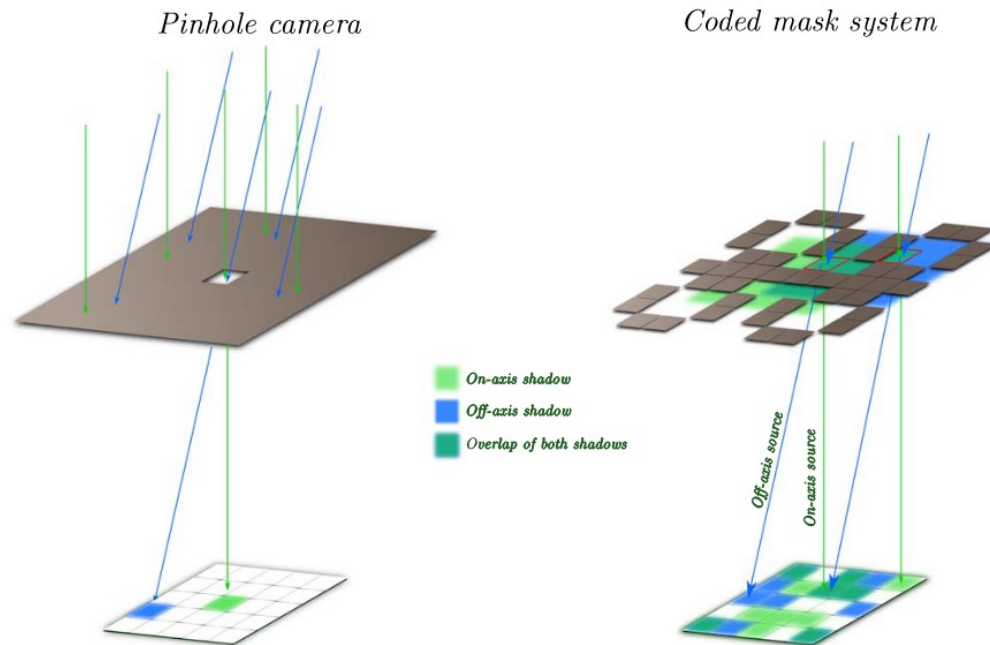 Pinhole camera
Coded mask system
On-axis shadow
Off-axis shadow
Overlap of both shadows
Off-axis source
On-axis source